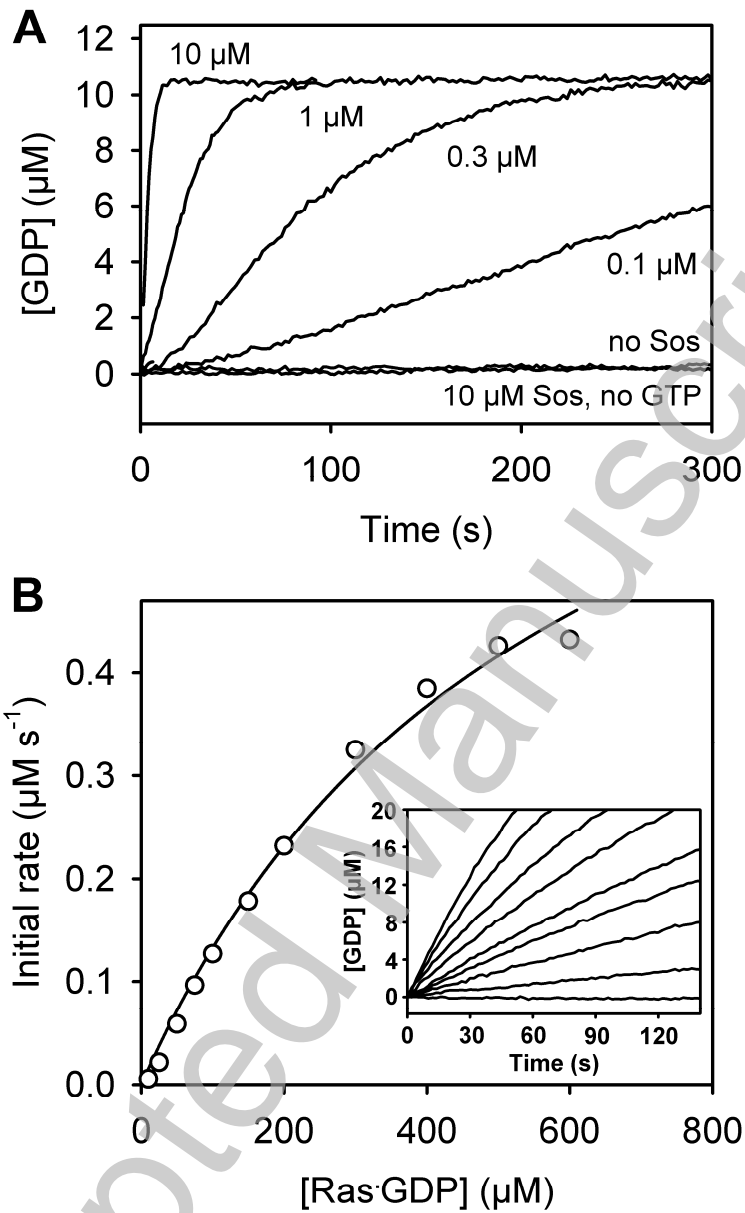 A
12
10
8
6
4
2
0
[GDP] (µM)
10 µM
1 µM
0.3 µM
0.1 µM
no Sos
10 µM Sos, no GTP
0 100 200 300
Time (s)
B
0.4
0.3
0.2
0.1
0.0
Initial rate (µM s⁻¹)
20
16
12
8
4
0
[GDP] (µM)
0 30 60 90 120
Time (s)
0 200 400 600 800
[Ras·GDP] (µM)
pted Manuscri